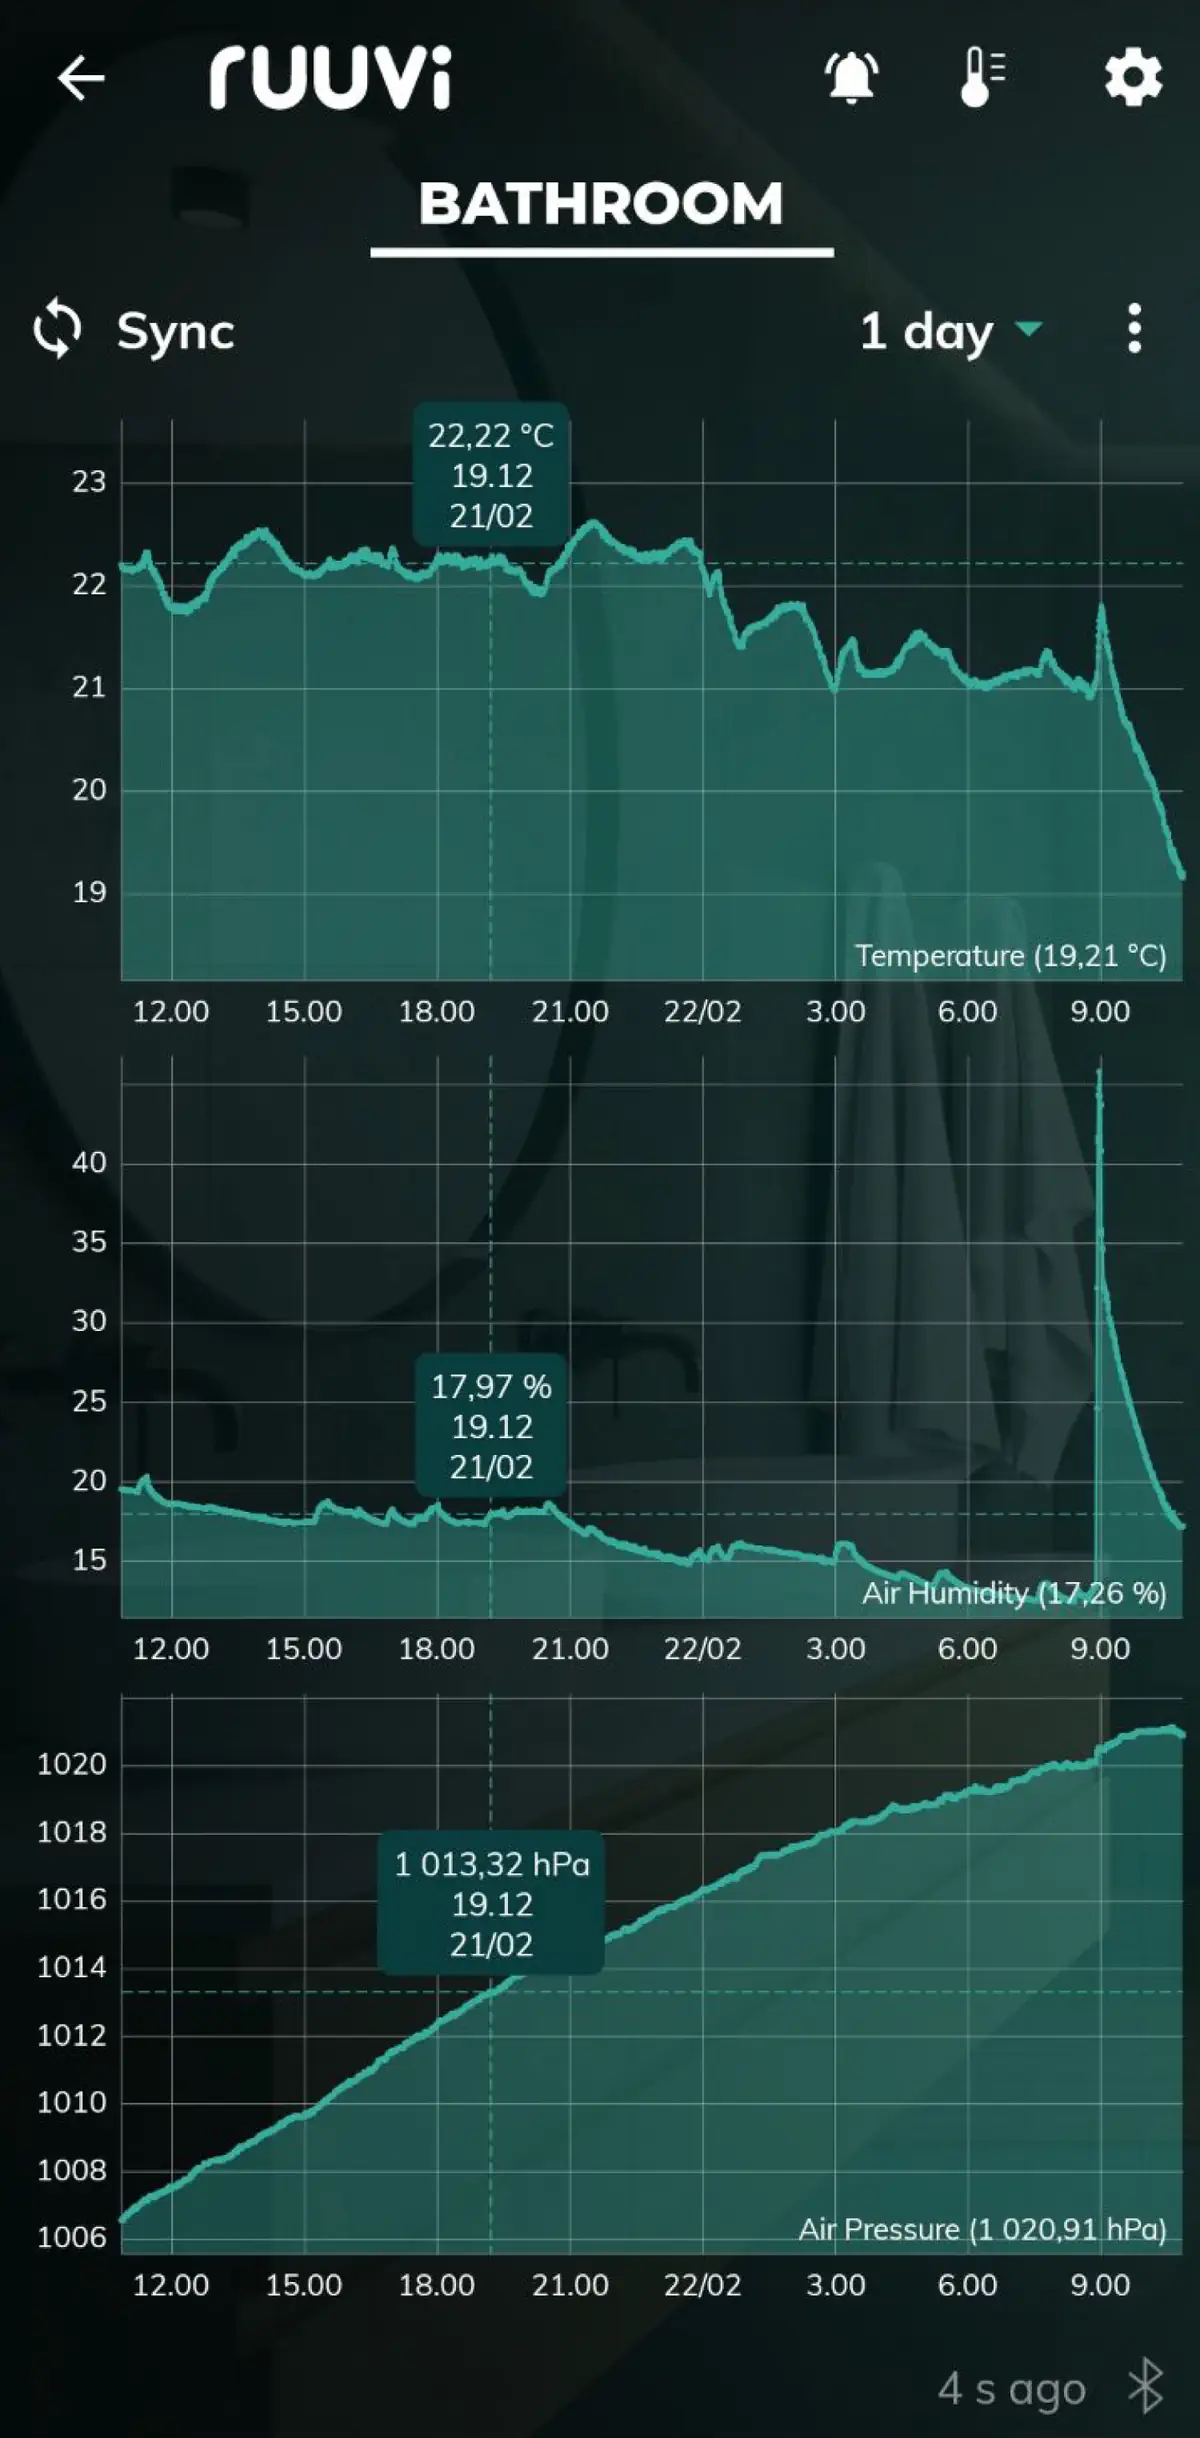 ruuvi
BATHROOM
Sync
1 day
22,22 °C
19.12
21/02
23
22
21
20
19
Temperature (19,21 °C)
12.00 15.00 18.00 21.00 22/02 3.00 6.00 9.00
40
35
30
25
20
15
17,97 %
19.12
21/02
Air Humidity (17,26 %)
12.00 15.00 18.00 21.00 22/02 3.00 6.00 9.00
1020
1018
1016
1014
1012
1010
1008
1006
1 013,32 hPa
19.12
21/02
Air Pressure (1 020,91 hPa)
12.00 15.00 18.00 21.00 22/02 3.00 6.00 9.00
4 s ago